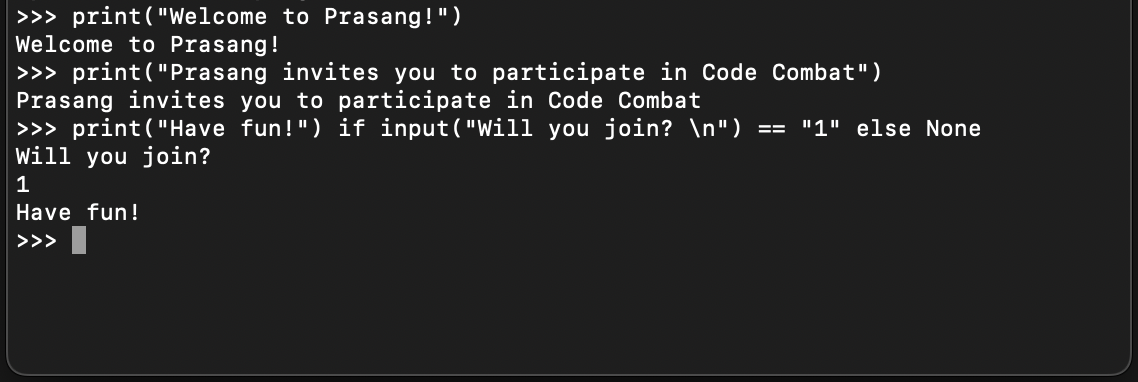 >>> print("Welcome to Prasang!")
Welcome to Prasang!
>>> print("Prasang invites you to participate in Code Combat")
Prasang invites you to participate in Code Combat
>>> print("Have fun!") if input("Will you join? \n") == "1" else None
Will you join?
1
Have fun!
>>>